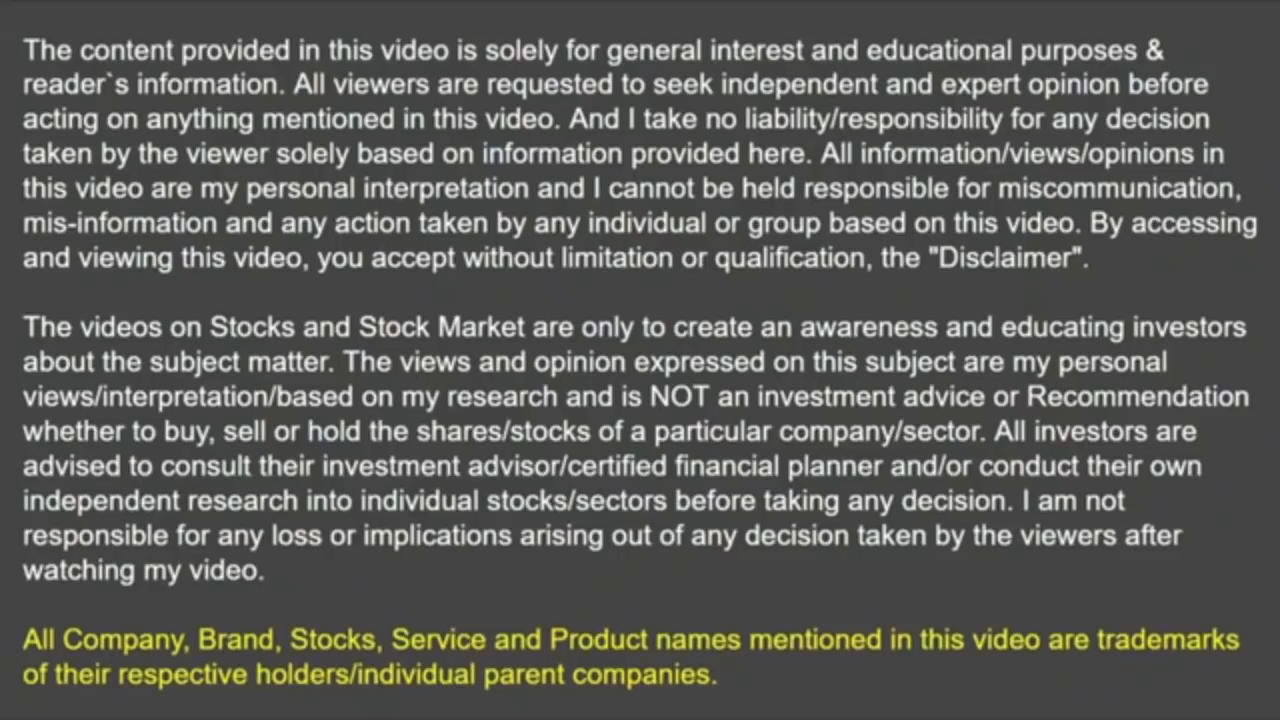 The content provided in this video is solely for general interest and educational purposes &
reader`s information. All viewers are requested to seek independent and expert opinion before
acting on anything mentioned in this video. And I take no liability/responsibility for any decision
taken by the viewer solely based on information provided here. All information/views/opinions in
this video are my personal interpretation and I cannot be held responsible for miscommunication,
mis-information and any action taken by any individual or group based on this video. By accessing
and viewing this video, you accept without limitation or qualification, the "Disclaimer".
The videos on Stocks and Stock Market are only to create an awareness and educating investors
about the subject matter. The views and opinion expressed on this subject are my personal
views/interpretation/based on my research and is NOT an investment advice or Recommendation
whether to buy, sell or hold the shares/stocks of a particular company/sector. All investors are
advised to consult their investment advisor/certified financial planner and/or conduct their own
independent research into individual stocks/sectors before taking any decision. I am not
responsible for any loss or implications arising out of any decision taken by the viewers after
watching my video.
All Company, Brand, Stocks, Service and Product names mentioned in this video are trademarks
of their respective holders/individual parent companies.